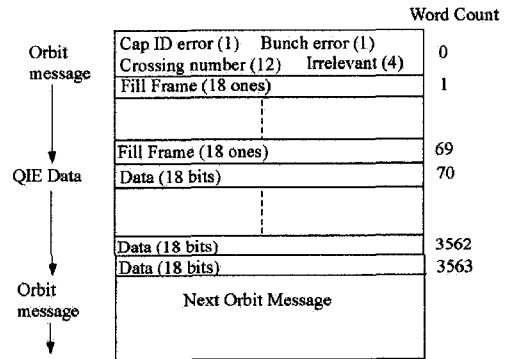 Word Count
Orbit
message
Cap ID error (1) Bunch error (1)
Crossing number (12) Irrelevant (4)
0
Fill Frame (18 ones)
1
Fill Frame (18 ones)
69
QIE Data
Data (18 bits)
70
Data (18 bits)
3562
Data (18 bits)
3563
Orbit
message
Next Orbit Message